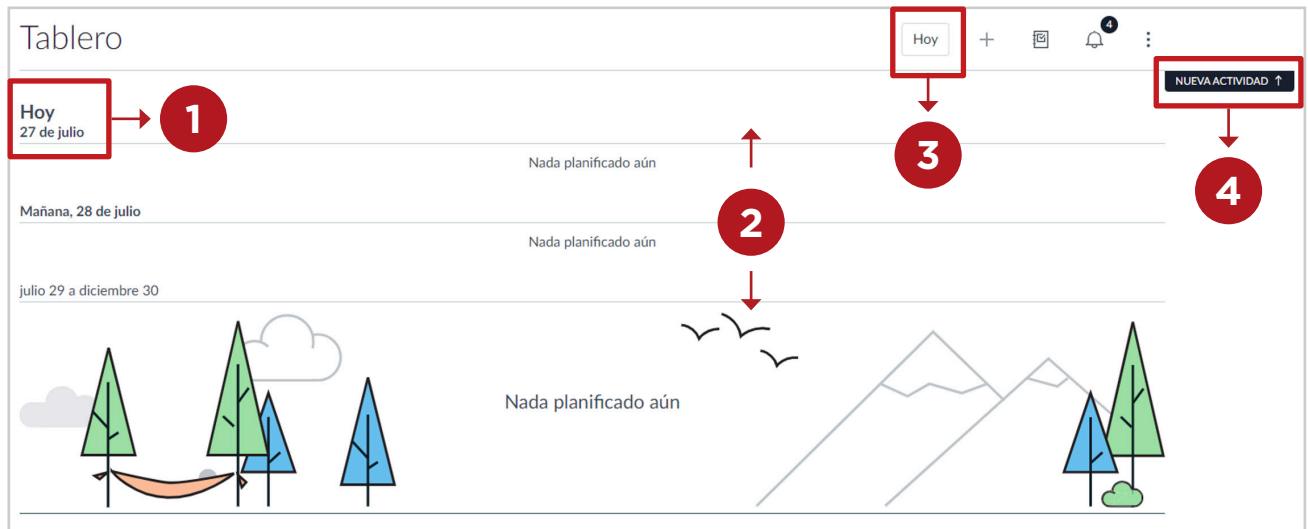 Tablero
Hoy
4
NUEVA ACTIVIDAD ↑
Hoy
27 de julio
1
3
4
Nada planificado aún
Mañana, 28 de julio
2
Nada planificado aún
julio 29 a diciembre 30
Nada planificado aún